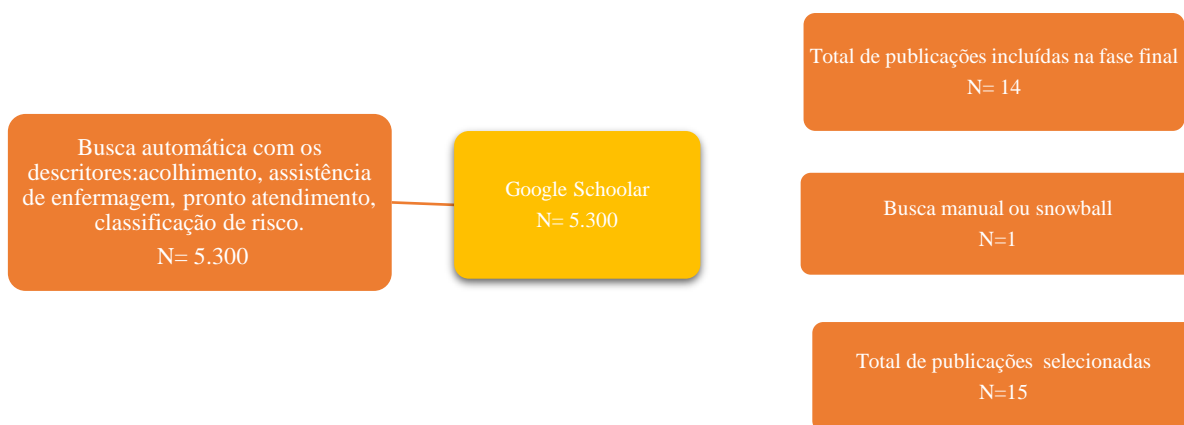 Busca automática com os
descritores:acolhimento, assistência
de enfermagem, pronto atendimento,
classificação de risco.
N= 5.300
Google Schoolar
N= 5.300
Total de publicações incluídas na fase final
N= 14
Busca manual ou snowball
N=1
Total de publicações selecionadas
N=15